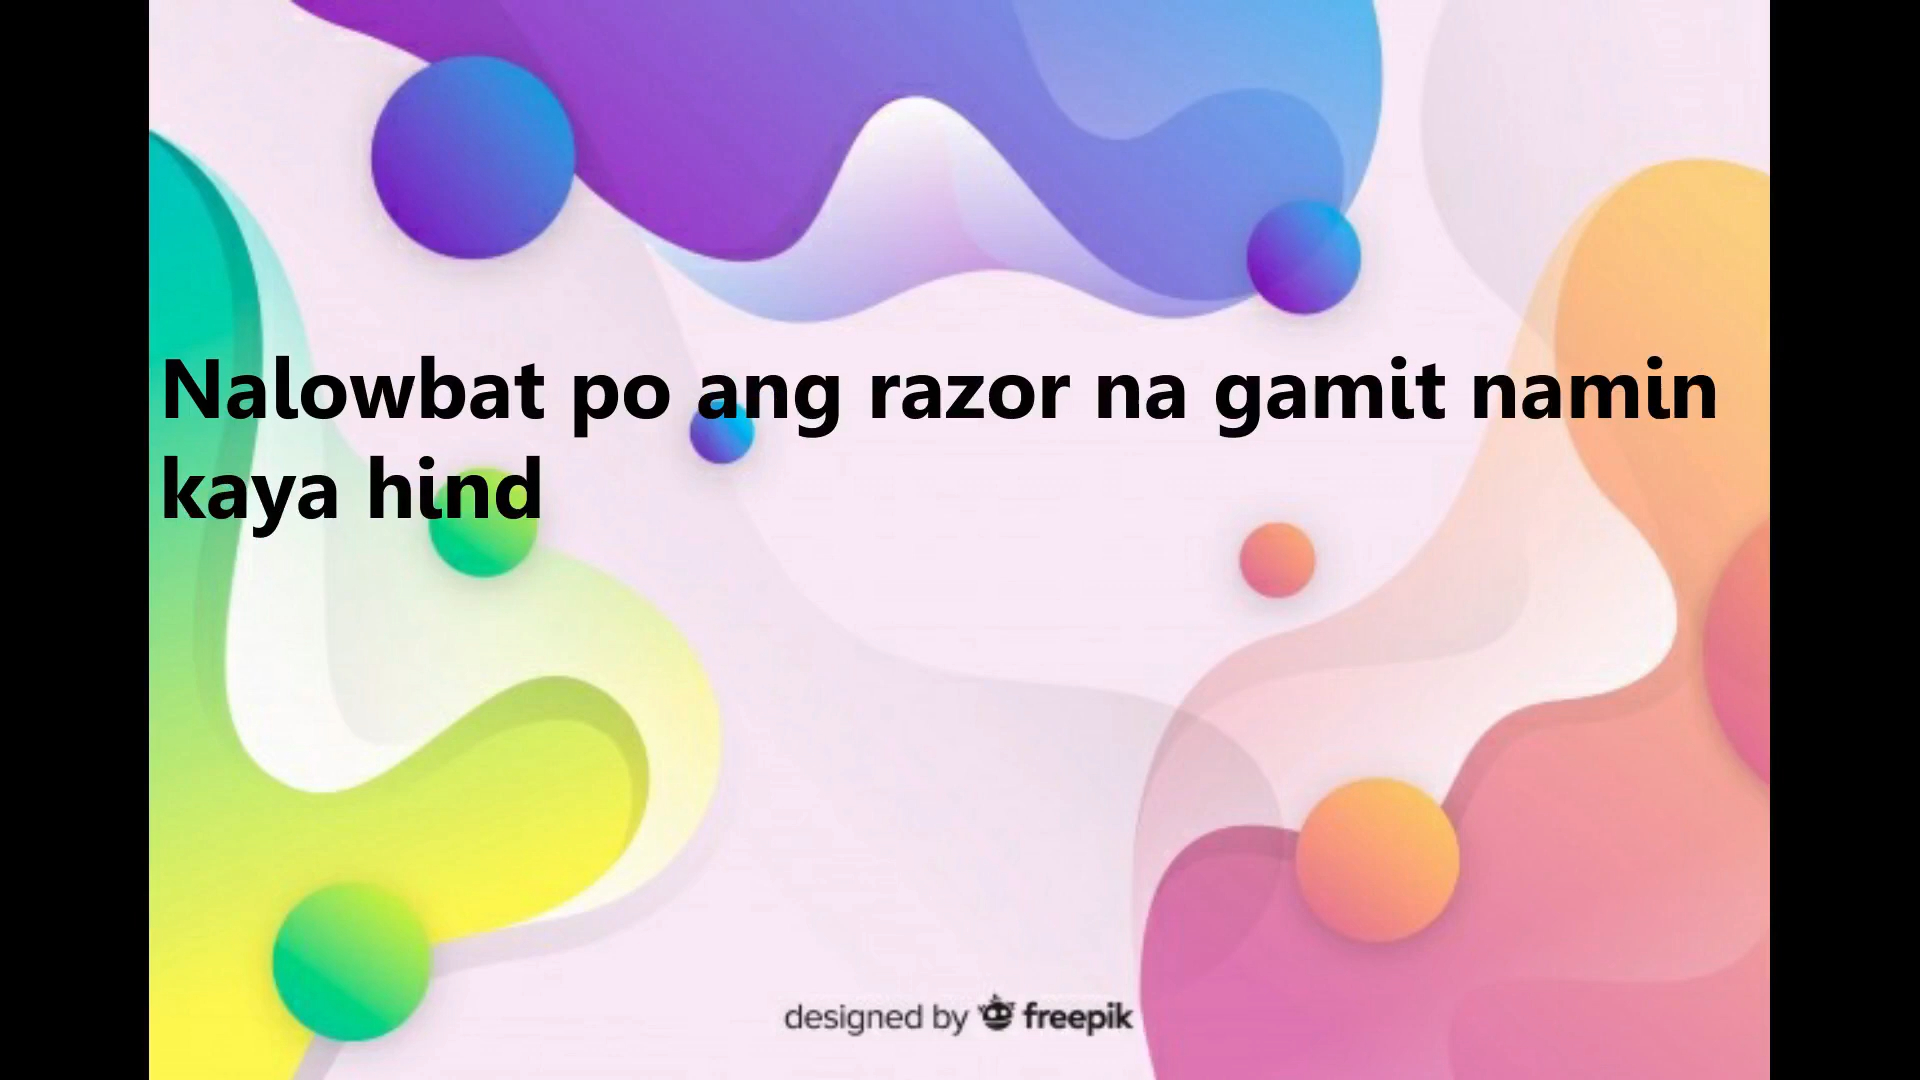 Nalowbat po ang razor na gamit namin
kaya hind
designed by freepik